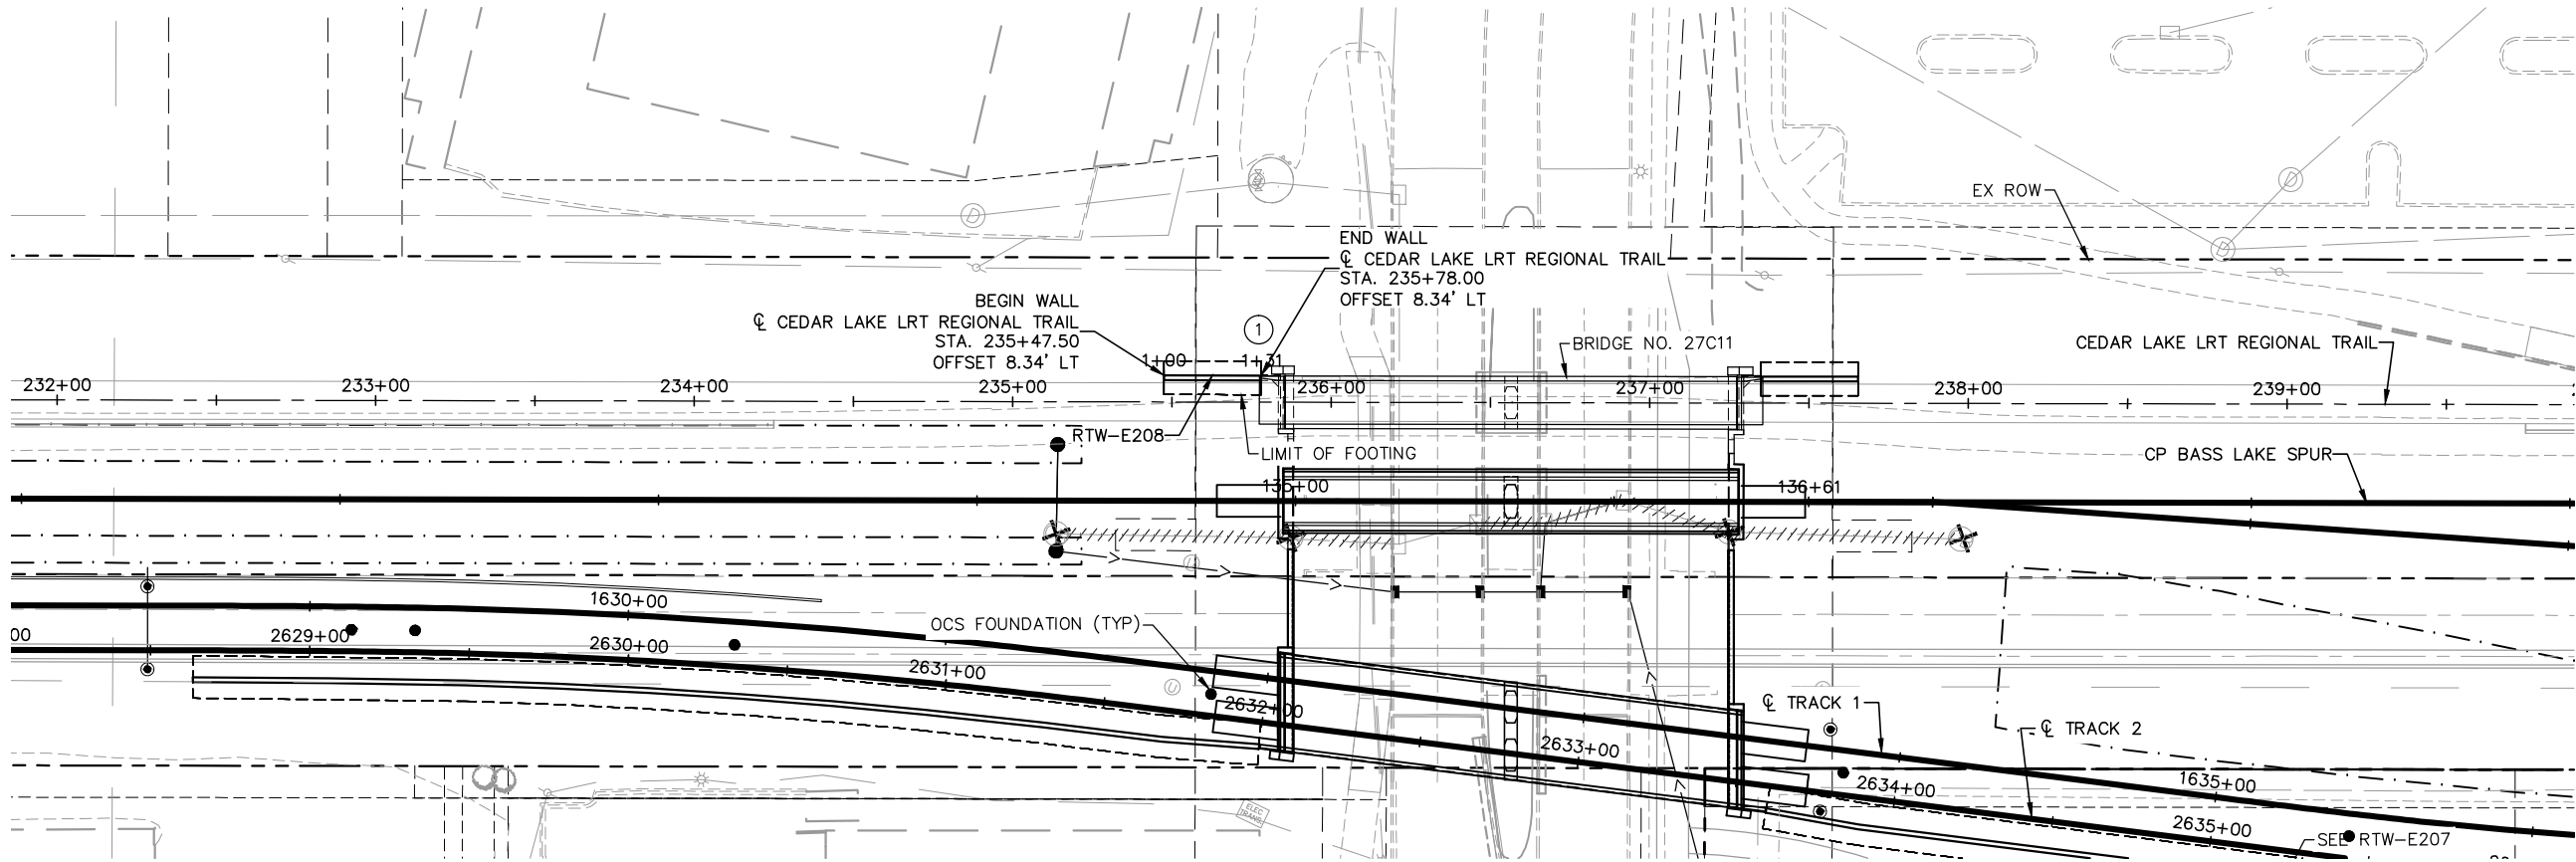 EX ROW
END WALL
℄ CEDAR LAKE LRT REGIONAL TRAIL
STA. 235+78.00
OFFSET 8.34' LT
BEGIN WALL
℄ CEDAR LAKE LRT REGIONAL TRAIL
STA. 235+47.50
OFFSET 8.34' LT
1
BRIDGE NO. 27C11
CEDAR LAKE LRT REGIONAL TRAIL
1+00
1+31
232+00
233+00
234+00
235+00
236+00
237+00
238+00
239+00
RTW-E208
LIMIT OF FOOTING
CP BASS LAKE SPUR
135+00
136+61
1630+00
OCS FOUNDATION (TYP)
00
2629+00
2630+00
2631+00
2632+00
℄ TRACK 1
℄ TRACK 2
2633+00
2634+00
1635+00
2635+00
SEE RTW-E207
ELEC
TRANS
D
D
D
U
U
U